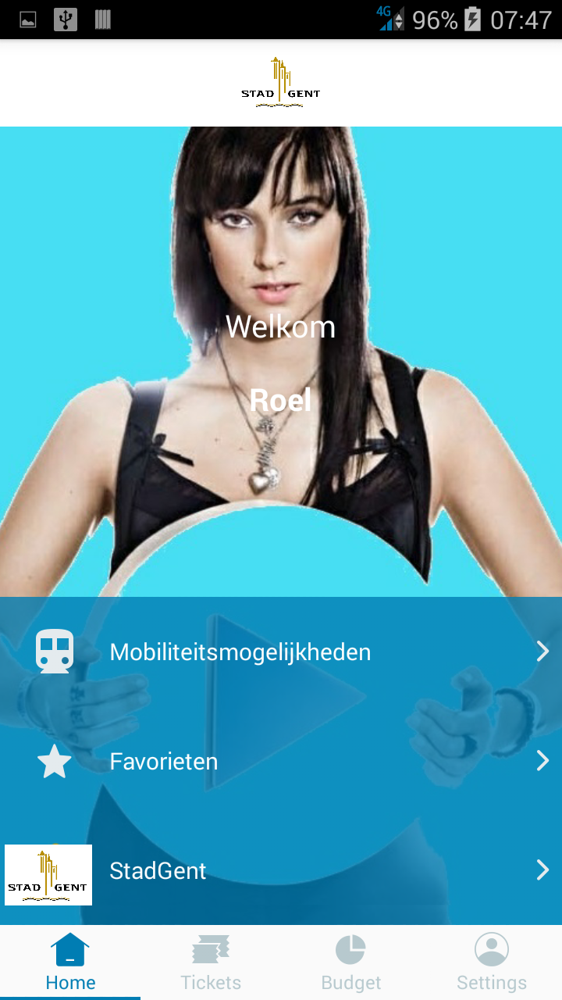 4G 96% 07:47
STAD GENT
Welkom
Roel
Mobiliteitsmogelijkheden
Favorieten
STAD GENT StadGent
Home Tickets Budget Settings